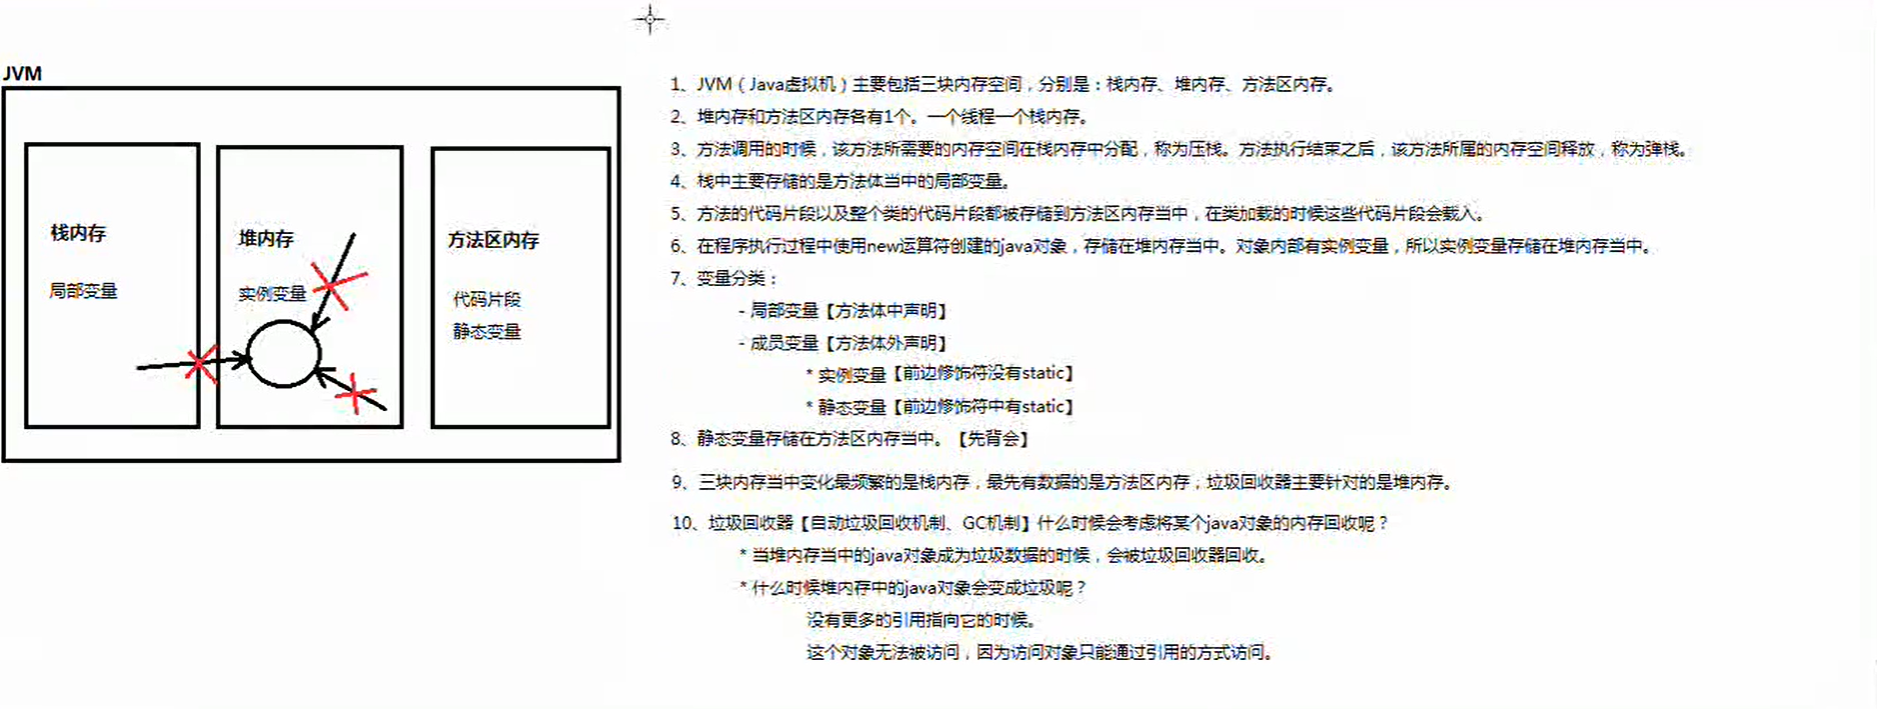 JVM
栈内存
局部变量
堆内存
实例变量
方法区内存
代码片段
静态变量
1、JVM（Java虚拟机）主要包括三块内存空间，分别是：栈内存、堆内存、方法区内存。
2、堆内存和方法区内存各有1个。一个线程一个栈内存。
3、方法调用的时候，该方法所需要的内存空间在栈内存中分配，称为压栈。方法执行结束之后，该方法所属的内存空间释放，称为弹栈。
4、栈中主要存储的是方法体当中的局部变量。
5、方法的代码片段以及整个类的代码片段都被存储到方法区内存当中，在类加载的时候这些代码片段会载入。
6、在程序执行过程中使用new运算符创建的java对象，存储在堆内存当中。对象内部有实例变量，所以实例变量存储在堆内存当中。
7、变量分类：
- 局部变量【方法体中声明】
- 成员变量【方法体外声明】
* 实例变量【前边修饰符没有static】
* 静态变量【前边修饰符中有static】
8、静态变量存储在方法区内存当中。【先背会】
9、三块内存当中变化最频繁的是栈内存，最先有数据的是方法区内存，垃圾回收器主要针对的是堆内存。
10、垃圾回收器【自动垃圾回收机制、GC机制】什么时候会考虑将某个java对象的内存回收呢？
* 当堆内存当中的java对象成为垃圾数据的时候，会被垃圾回收器回收。
* 什么时候堆内存中的java对象会变成垃圾呢？
没有更多的引用指向它的时候。
这个对象无法被访问，因为访问对象只能通过引用的方式访问。